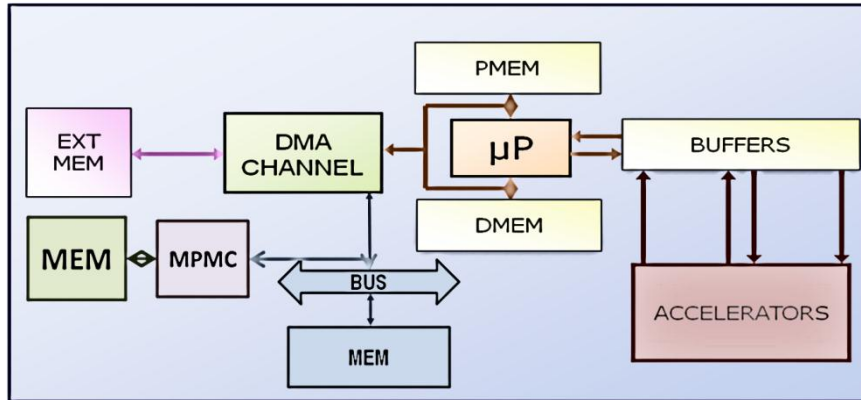 PMEM
EXT
MEM
DMA
CHANNEL
µP
BUFFERS
DMEM
MEM
MPMC
BUS
MEM
ACCELERATORS